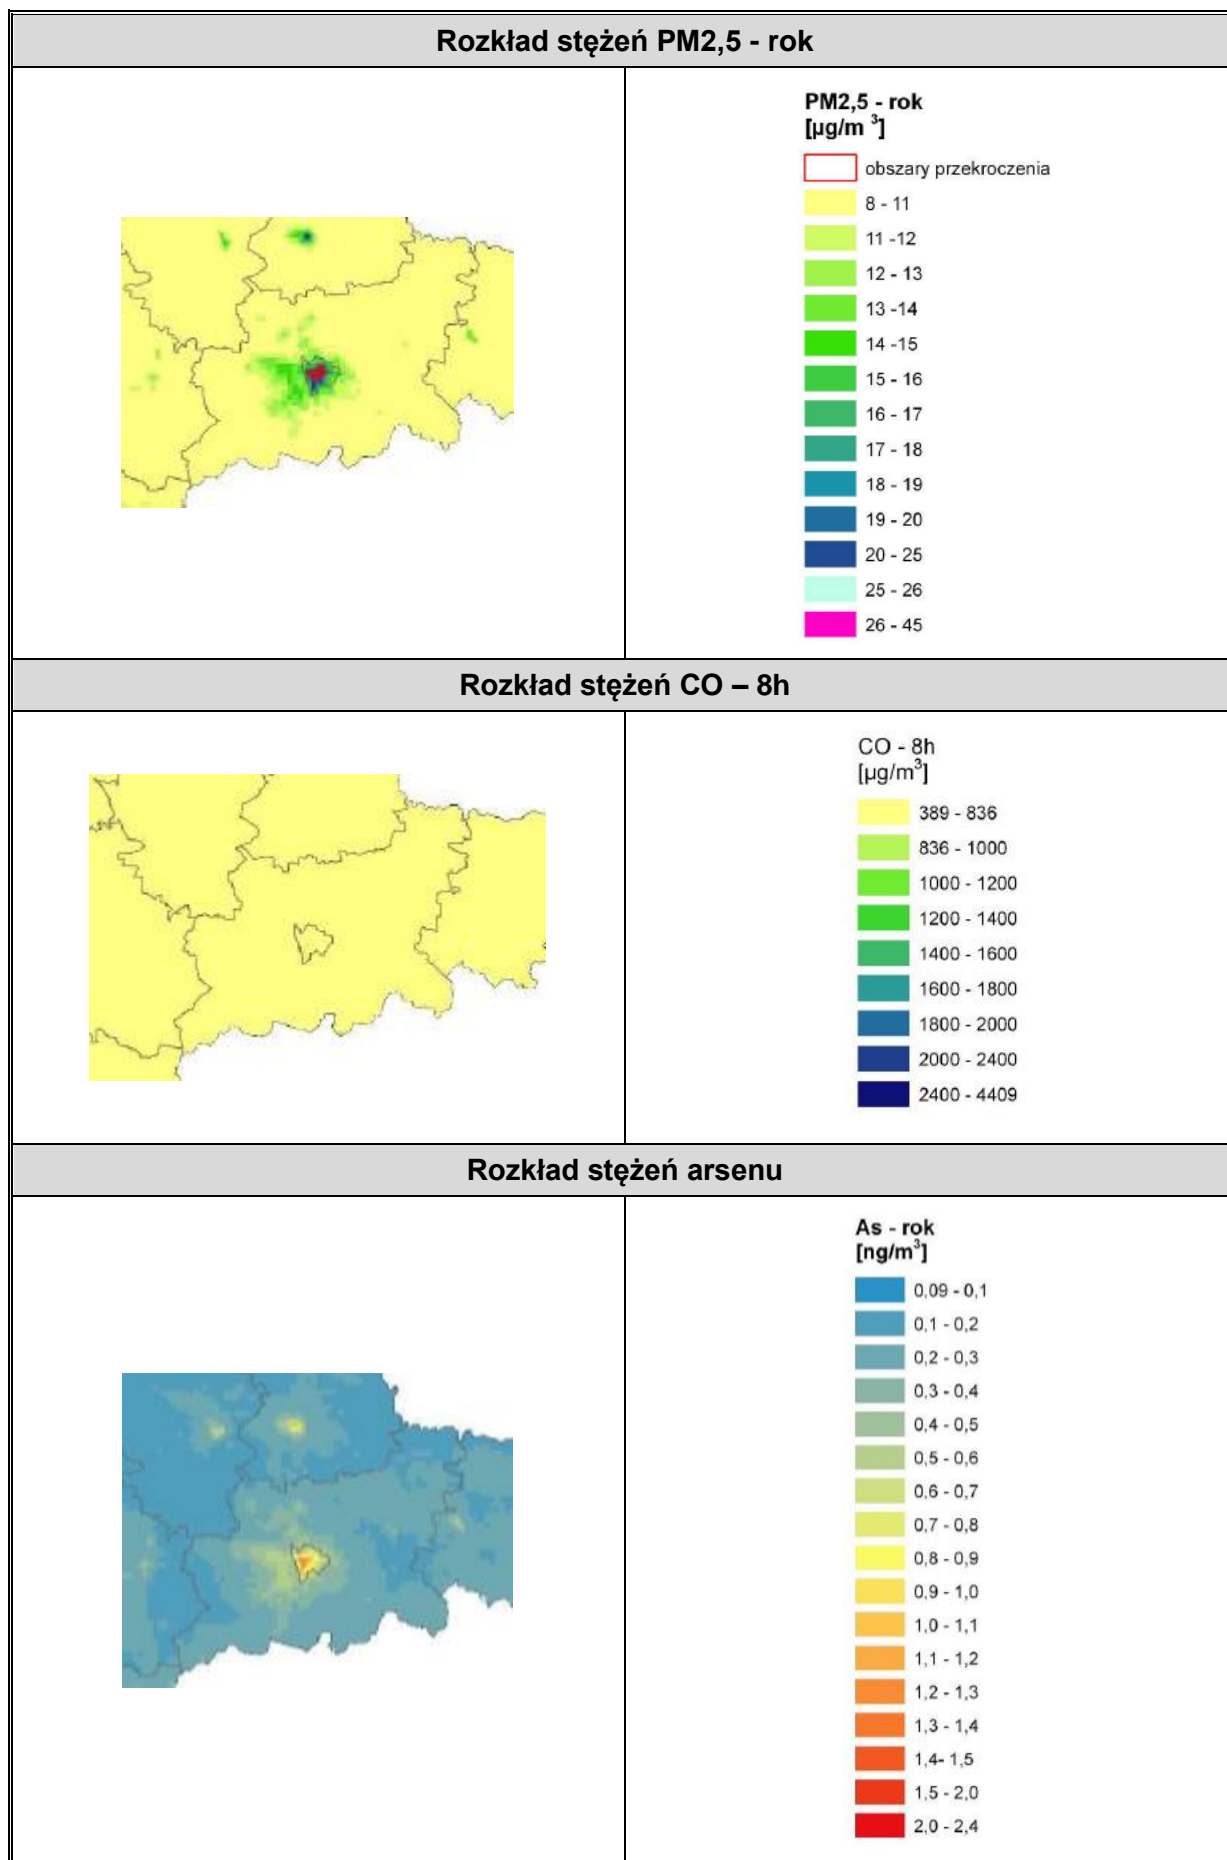 Rozkład stężeń PM2,5 - rok
PM2,5 - rok
[µg/m ³]
obszary przekroczenia
8 - 11
11 -12
12 - 13
13 -14
14 -15
15 - 16
16 - 17
17 - 18
18 - 19
19 - 20
20 - 25
25 - 26
26 - 45
Rozkład stężeń CO – 8h
CO - 8h
[µg/m³]
389 - 836
836 - 1000
1000 - 1200
1200 - 1400
1400 - 1600
1600 - 1800
1800 - 2000
2000 - 2400
2400 - 4409
Rozkład stężeń arsenu
As - rok
[ng/m³]
0,09 - 0,1
0,1 - 0,2
0,2 - 0,3
0,3 - 0,4
0,4 - 0,5
0,5 - 0,6
0,6 - 0,7
0,7 - 0,8
0,8 - 0,9
0,9 - 1,0
1,0 - 1,1
1,1 - 1,2
1,2 - 1,3
1,3 - 1,4
1,4- 1,5
1,5 - 2,0
2,0 - 2,4